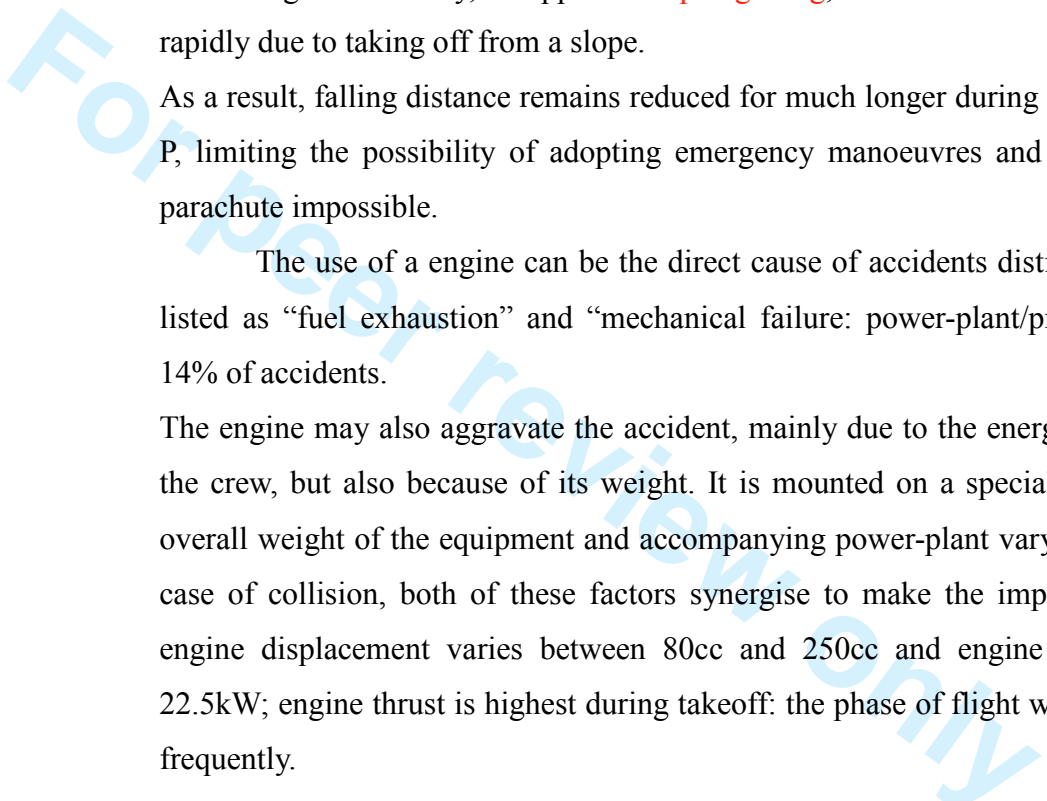 rapidly due to taking off from a slope.
As a result, falling distance remains reduced for much longer during
P, limiting the possibility of adopting emergency manoeuvres and
parachute impossible.
The use of a engine can be the direct cause of accidents
listed as “fuel exhaustion” and “mechanical failure: power-plant/
14% of accidents.
The engine may also aggravate the accident, mainly due to the
the crew, but also because of its weight. It is mounted on a
overall weight of the equipment and accompanying power-plant
case of collision, both of these factors synergise to make the
engine displacement varies between 80cc and 250cc and engine
22.5kW; engine thrust is highest during takeoff: the phase of flight
frequently.
For peer review only